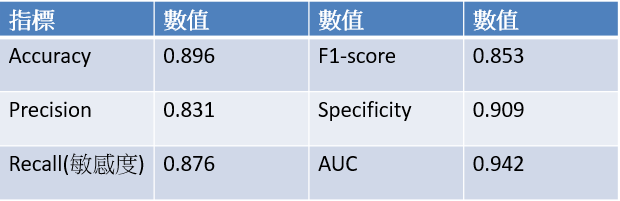 指標 數值 數值 數值
Accuracy 0.896 F1-score 0.853
Precision 0.831 Specificity 0.909
Recall(敏感度) 0.876 AUC 0.942